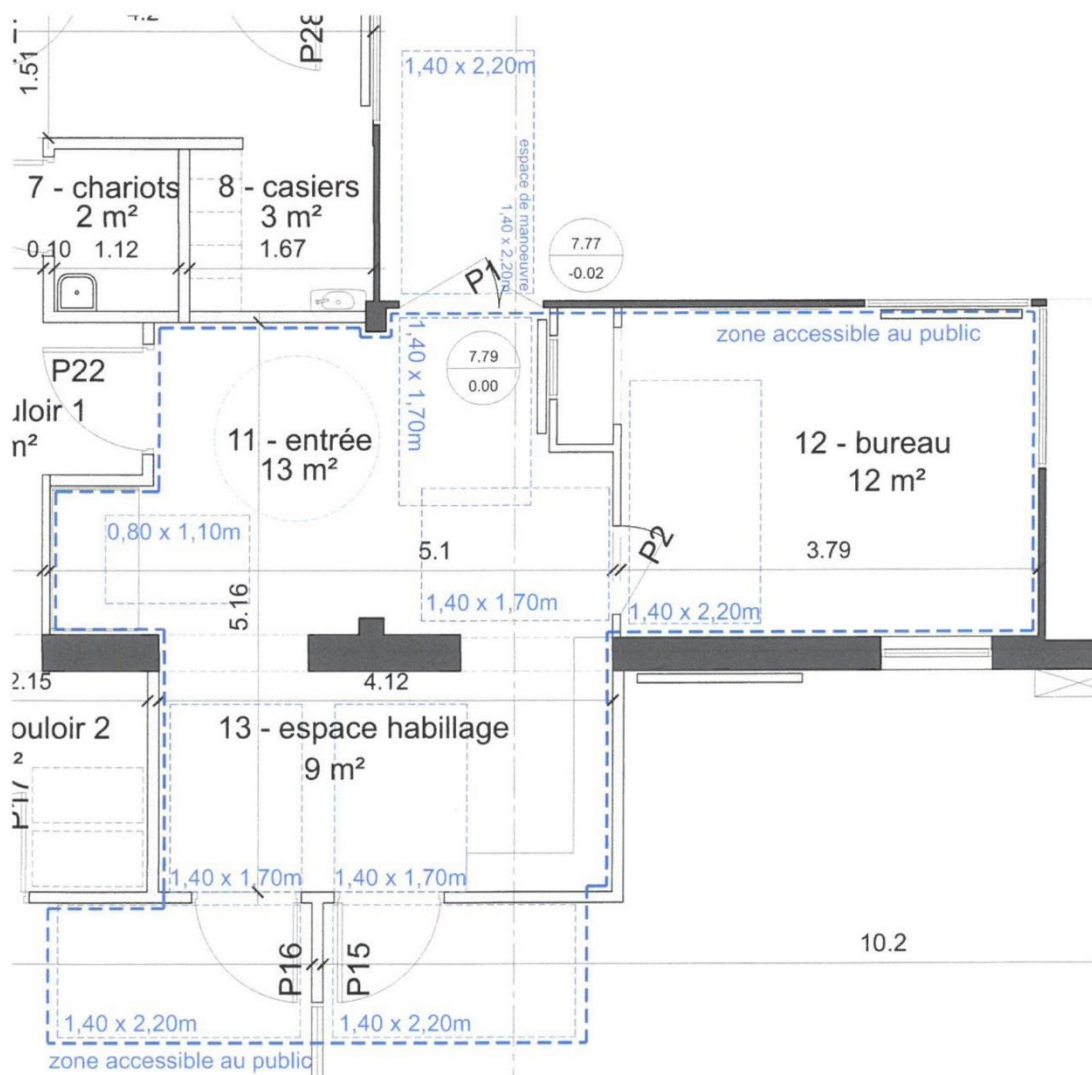 4.2
P28
1.51
1,40 x 2,20m
espace de manoeuvre
1,40 x 2,20m
7 - chariots
2 m²
8 - casiers
3 m²
0.10
1.12
1.67
P1
7.77
-0.02
zone accessible au public
P22
1,40 x 1,70m
7.79
0.00
uloir 1
m²
11 - entrée
13 m²
12 - bureau
12 m²
0,80 x 1,10m
5.1
P2
3.79
5.16
1,40 x 1,70m
1,40 x 2,20m
2.15
4.12
ouloir 2
²
13 - espace habillage
9 m²
P17
1,40 x 1,70m
1,40 x 1,70m
P16
P15
10.2
1,40 x 2,20m
1,40 x 2,20m
zone accessible au public